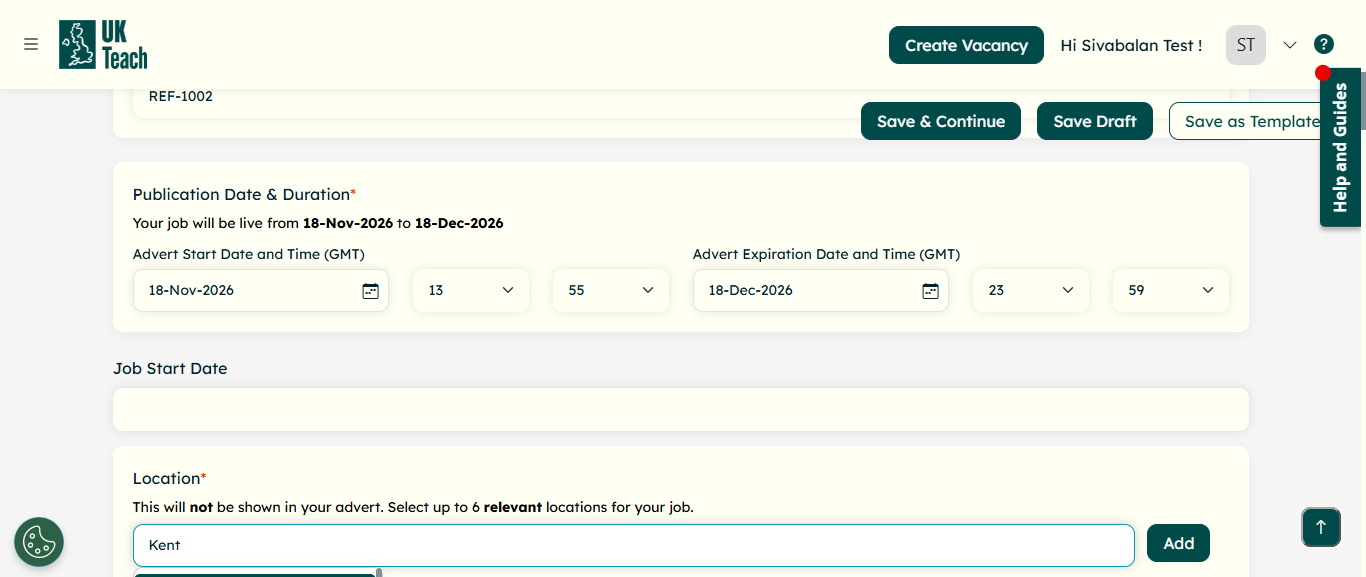 UK
Teach
Create Vacancy
Hi Sivabalan Test !
ST
?
REF-1002
Save & Continue
Save Draft
Save as Template
Help and Guides
Publication Date & Duration*
Your job will be live from 18-Nov-2026 to 18-Dec-2026
Advert Start Date and Time (GMT)
Advert Expiration Date and Time (GMT)
18-Nov-2026
13
55
18-Dec-2026
23
59
Job Start Date
Location*
This will not be shown in your advert. Select up to 6 relevant locations for your job.
Kent
Add